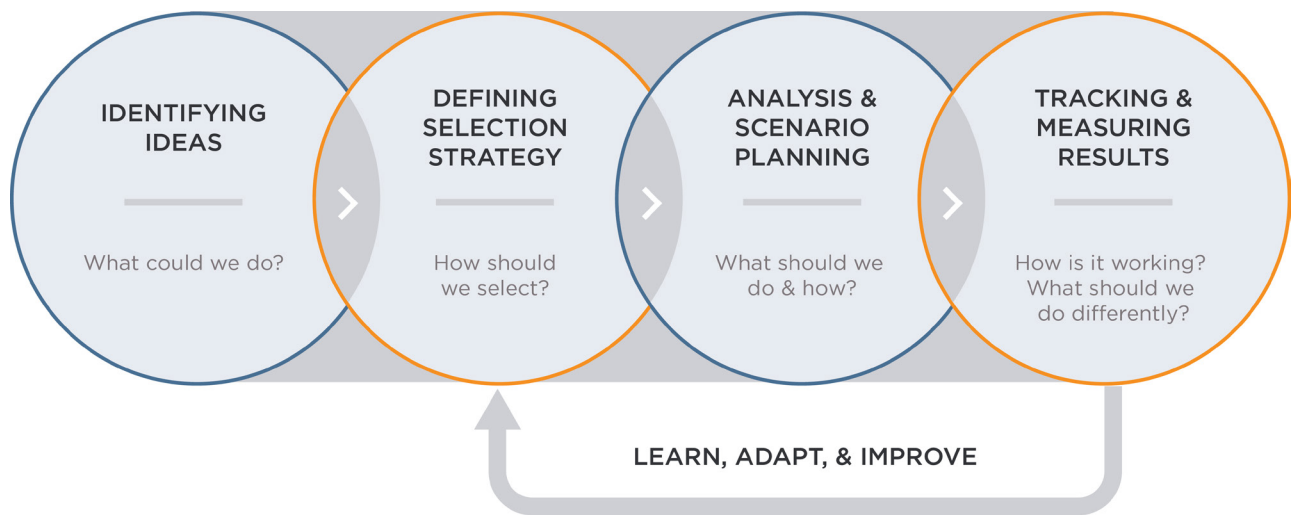 IDENTIFYING
IDEAS
What could we do?
DEFINING
SELECTION
STRATEGY
How should
we select?
ANALYSIS &
SCENARIO
PLANNING
What should we
do & how?
TRACKING &
MEASURING
RESULTS
How is it working?
What should we
do differently?
LEARN, ADAPT, & IMPROVE